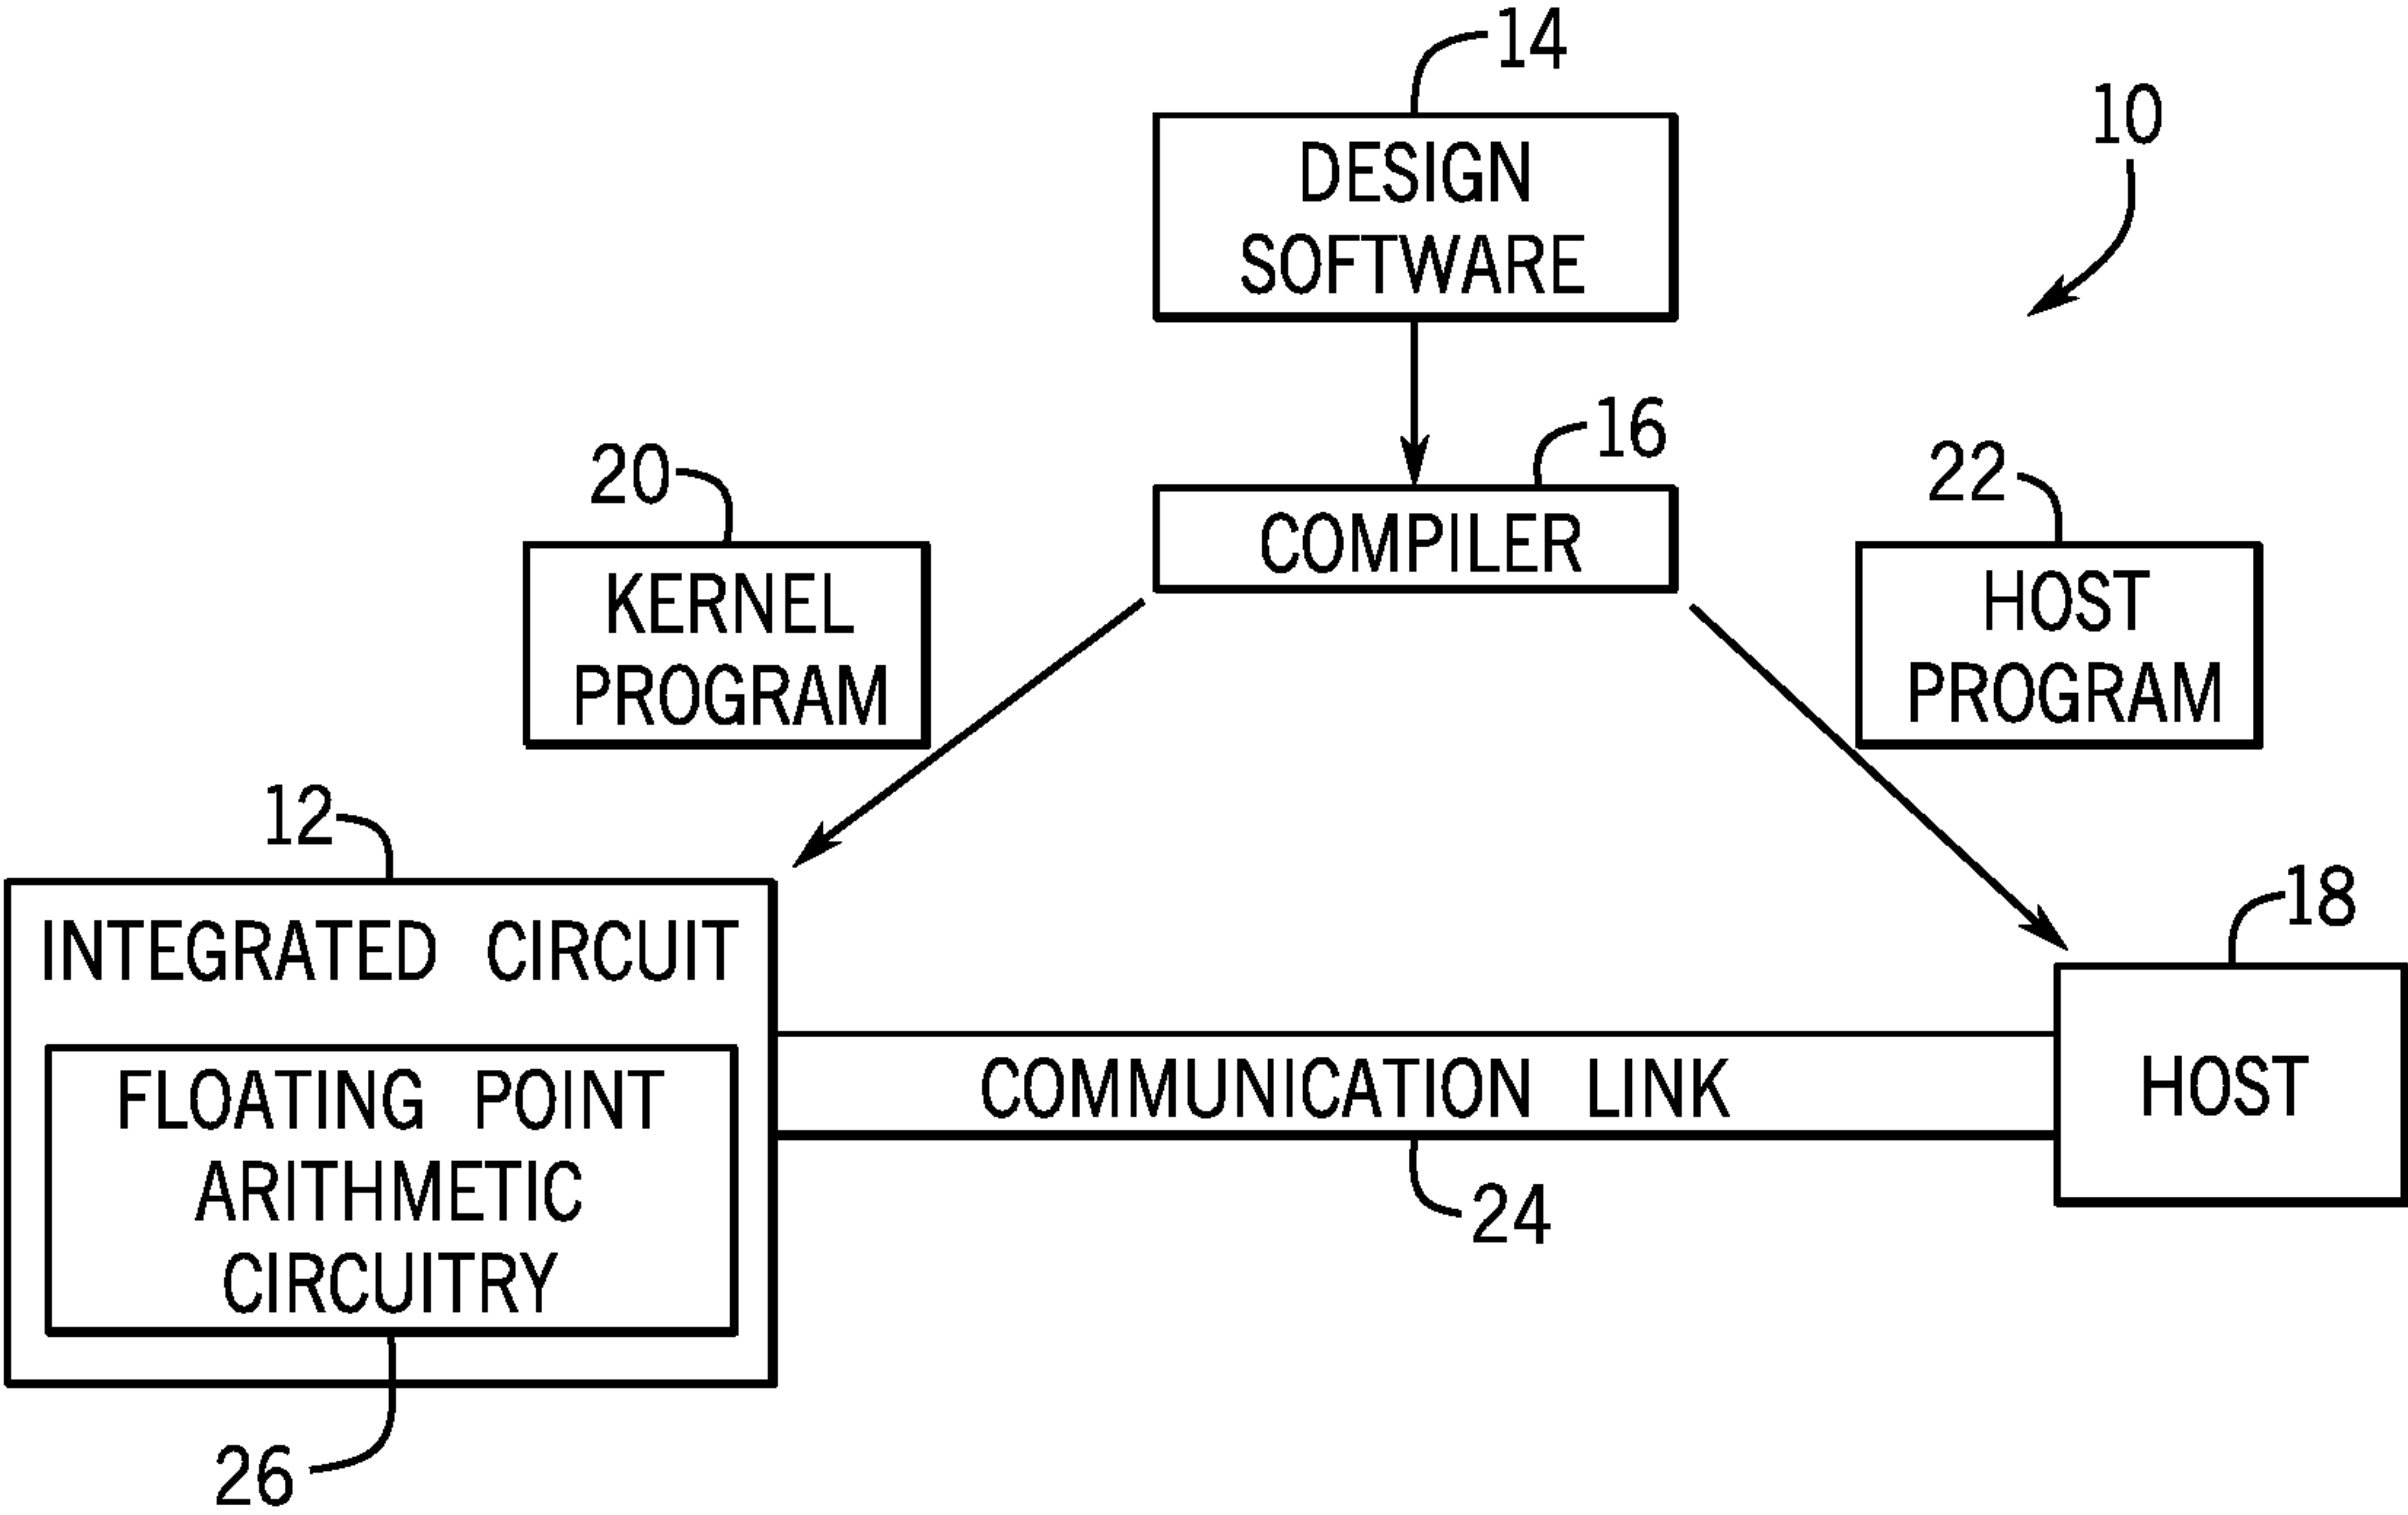 14
10
DESIGN
SOFTWARE
16
20
22
COMPILER
KERNEL
PROGRAM
HOST
PROGRAM
12
18
INTEGRATED CIRCUIT
FLOATING POINT
ARITHMETIC
CIRCUITRY
COMMUNICATION LINK
HOST
24
26